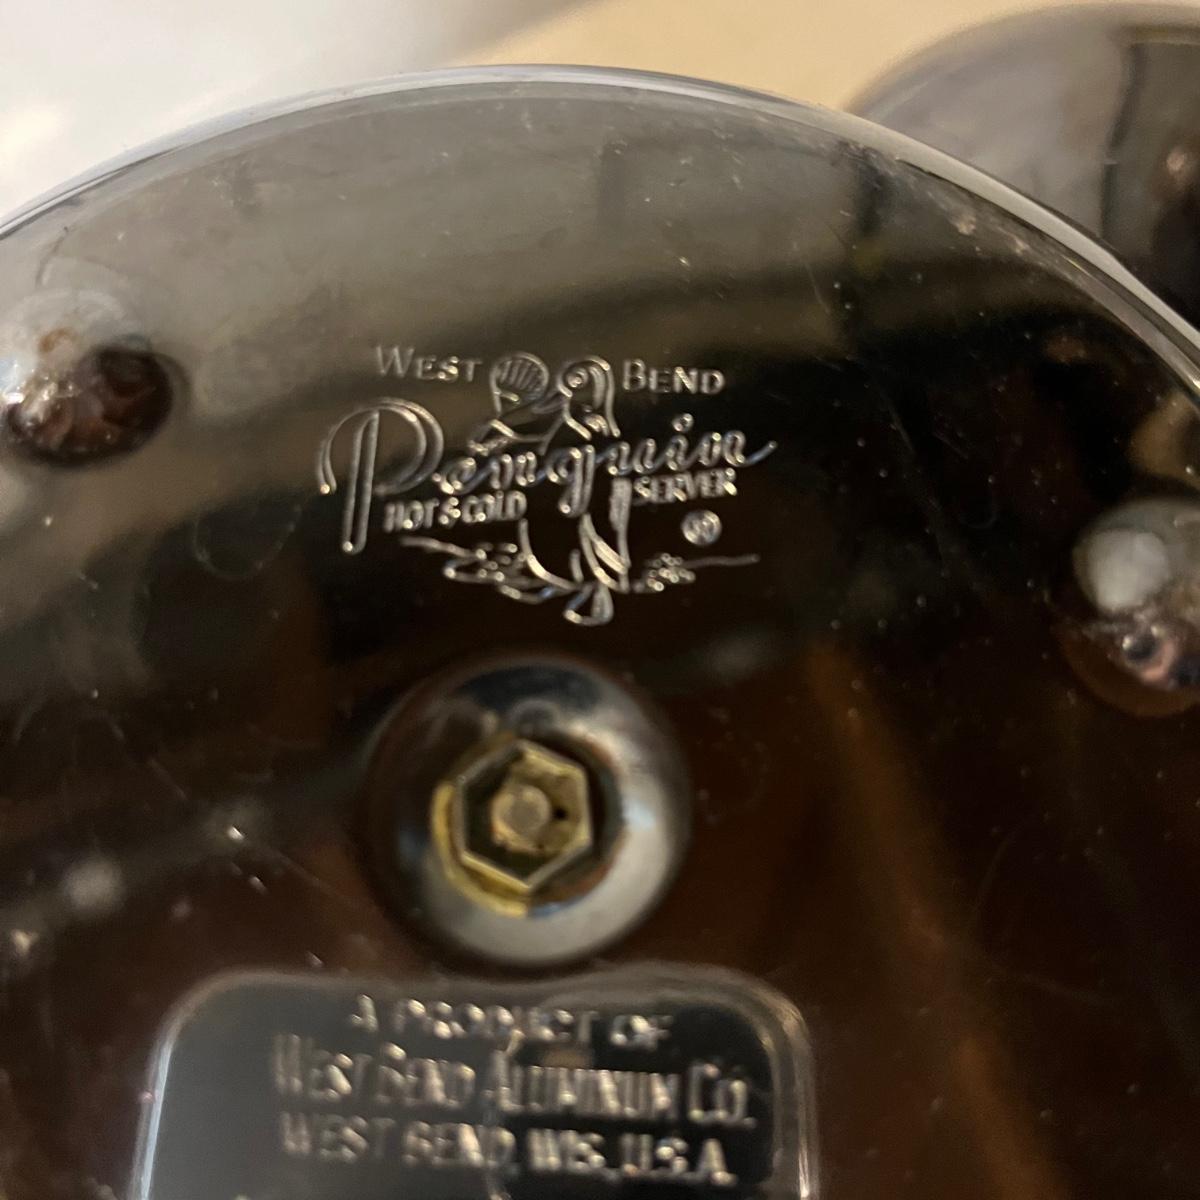 WEST BEND
Penguin
HOT & COLD SERVER
®
A PRODUCT OF
WEST BEND ALUMINUM CO.
WEST BEND, WIS., U.S.A.